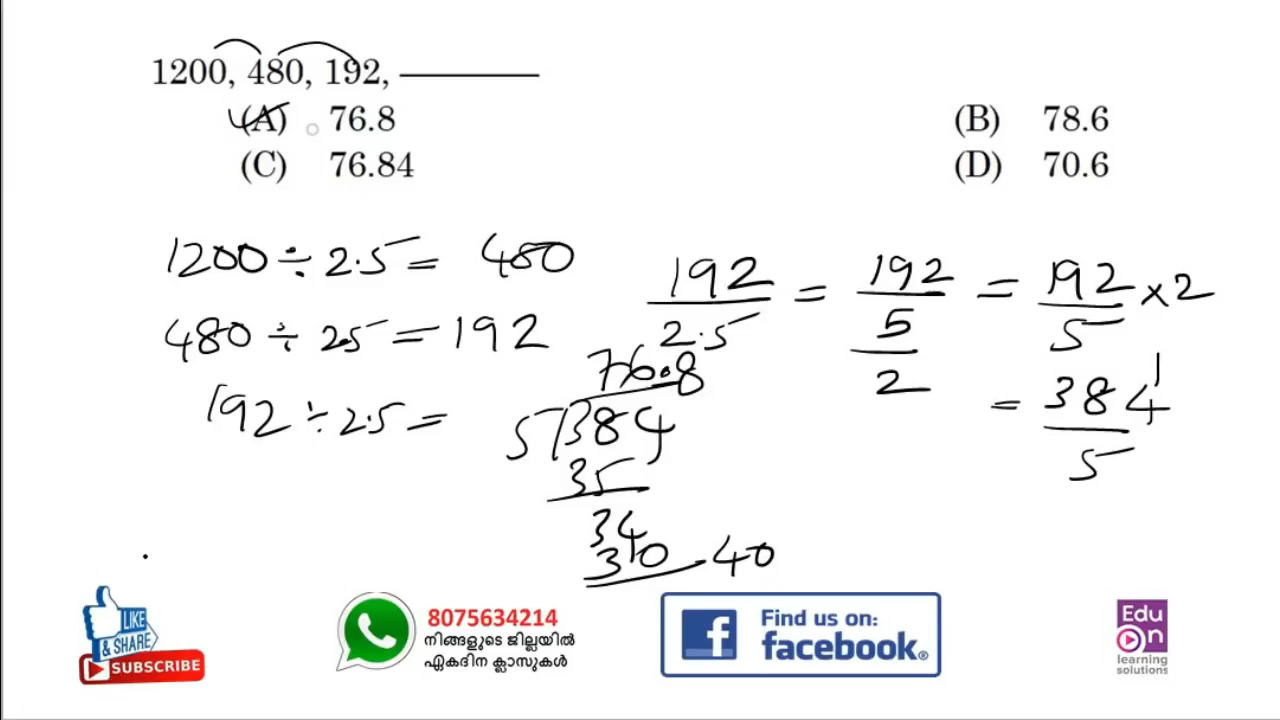 1200, 480, 192, ________
(A) 76.8
(B) 78.6
(C) 76.84
(D) 70.6
1200 ÷ 2.5 = 480
480 ÷ 2.5 = 192
192 ÷ 2.5 =
192/2.5 = 192/(5/2) = 192/5 × 2
= 384/5
76.8
5)384
35
34
30 40
LIKE
& SHARE
SUBSCRIBE
8075634214
നിങ്ങളുടെ ജില്ലയിൽ
ഏകദിന ക്ലാസുകൾ
Find us on:
facebook®
Edu
On
learning
solutions